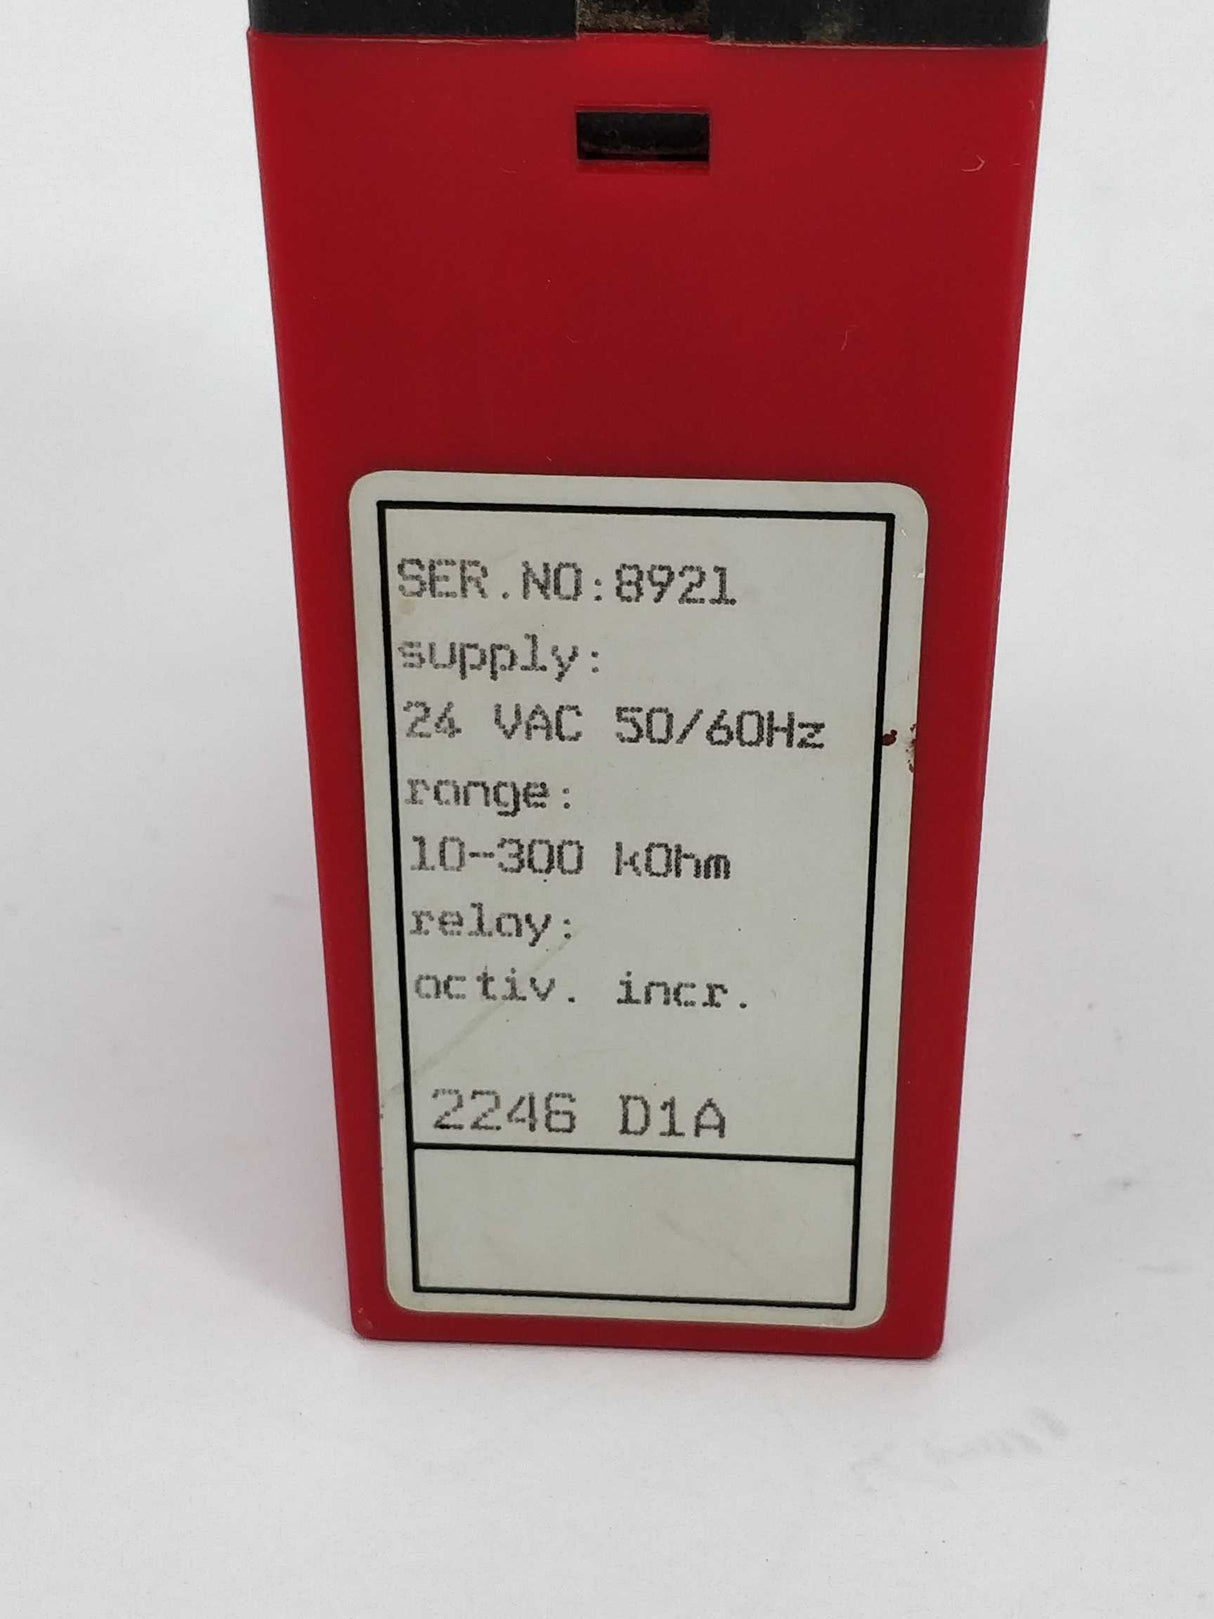 SER.NO:8921
supply:
24 VAC 50/60Hz
range:
10-300 kOhm
relay:
activ. incr.
2246 D1A